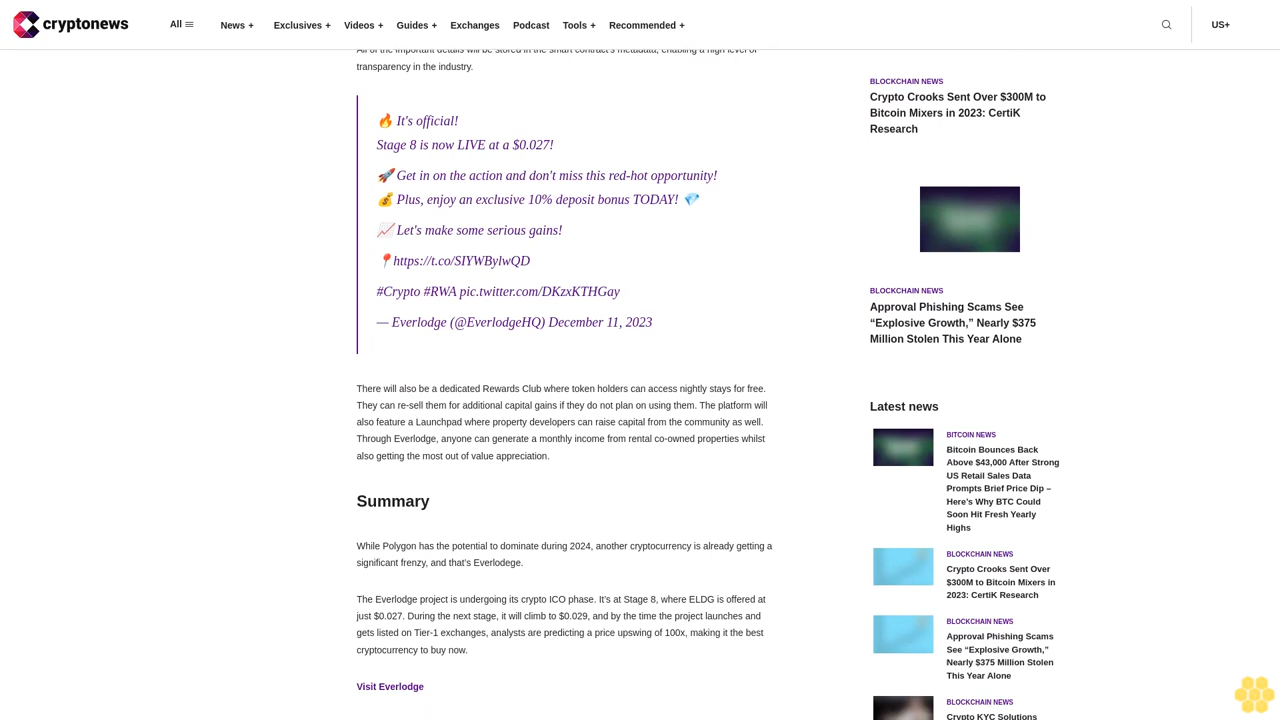 cryptonews
All
News +
Exclusives +
Videos +
Guides +
Exchanges
Podcast
Tools +
Recommended +
US+
All of the important details will be stored in the smart contract's metadata, enabling a high level of
transparency in the industry.
🔥 It's official!
Stage 8 is now LIVE at a $0.027!
🚀 Get in on the action and don't miss this red-hot opportunity!
💰 Plus, enjoy an exclusive 10% deposit bonus TODAY! 💎
📈 Let's make some serious gains!
📍https://t.co/SIYWBylwQD
#Crypto #RWA pic.twitter.com/DKzxKTHGay
— Everlodge (@EverlodgeHQ) December 11, 2023
There will also be a dedicated Rewards Club where token holders can access nightly stays for free.
They can re-sell them for additional capital gains if they do not plan on using them. The platform will
also feature a Launchpad where property developers can raise capital from the community as well.
Through Everlodge, anyone can generate a monthly income from rental co-owned properties whilst
also getting the most out of value appreciation.
Summary
While Polygon has the potential to dominate during 2024, another cryptocurrency is already getting a
significant frenzy, and that's Everlodege.
The Everlodge project is undergoing its crypto ICO phase. It's at Stage 8, where ELDG is offered at
just $0.027. During the next stage, it will climb to $0.029, and by the time the project launches and
gets listed on Tier-1 exchanges, analysts are predicting a price upswing of 100x, making it the best
cryptocurrency to buy now.
Visit Everlodge
BLOCKCHAIN NEWS
Crypto Crooks Sent Over $300M to
Bitcoin Mixers in 2023: CertiK
Research
BLOCKCHAIN NEWS
Approval Phishing Scams See
“Explosive Growth,” Nearly $375
Million Stolen This Year Alone
Latest news
BITCOIN NEWS
Bitcoin Bounces Back
Above $43,000 After Strong
US Retail Sales Data
Prompts Brief Price Dip –
Here's Why BTC Could
Soon Hit Fresh Yearly
Highs
BLOCKCHAIN NEWS
Crypto Crooks Sent Over
$300M to Bitcoin Mixers in
2023: CertiK Research
BLOCKCHAIN NEWS
Approval Phishing Scams
See “Explosive Growth,”
Nearly $375 Million Stolen
This Year Alone
BLOCKCHAIN NEWS
Crypto KYC Solutions